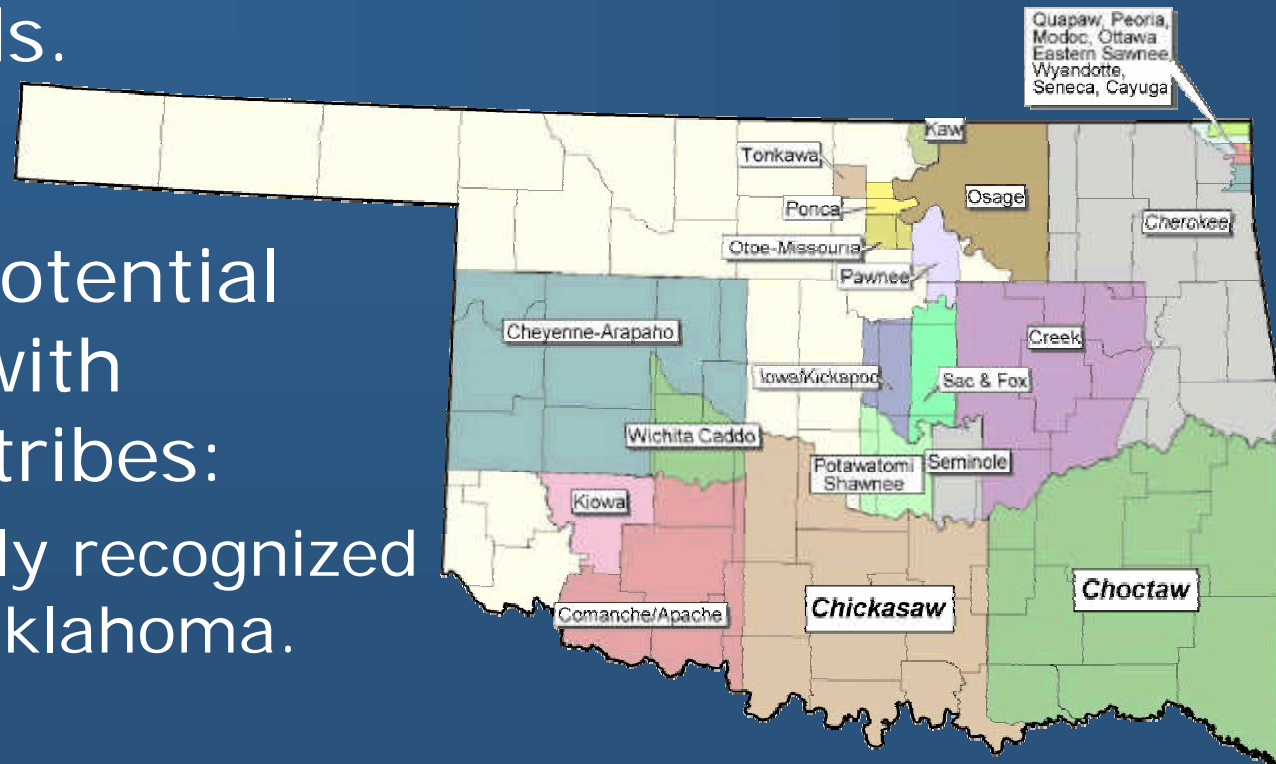 ls.
otential
with
tribes:
ly recognized
klahoma.
Quapaw, Peoria,
Modoc, Ottawa
Eastern Sawnee
Wyandotte,
Seneca, Cayuga
Kaw
Tonkawa
Osage
Ponca
Cherokee
Otoe-Missouria
Pawnee
Cheyenne-Arapaho
Creek
Iowa/Kickapoo
Sac & Fox
Wichita Caddo
Potawatomi
Shawnee
Seminole
Kiowa
Choctaw
Chickasaw
Comanche/Apache